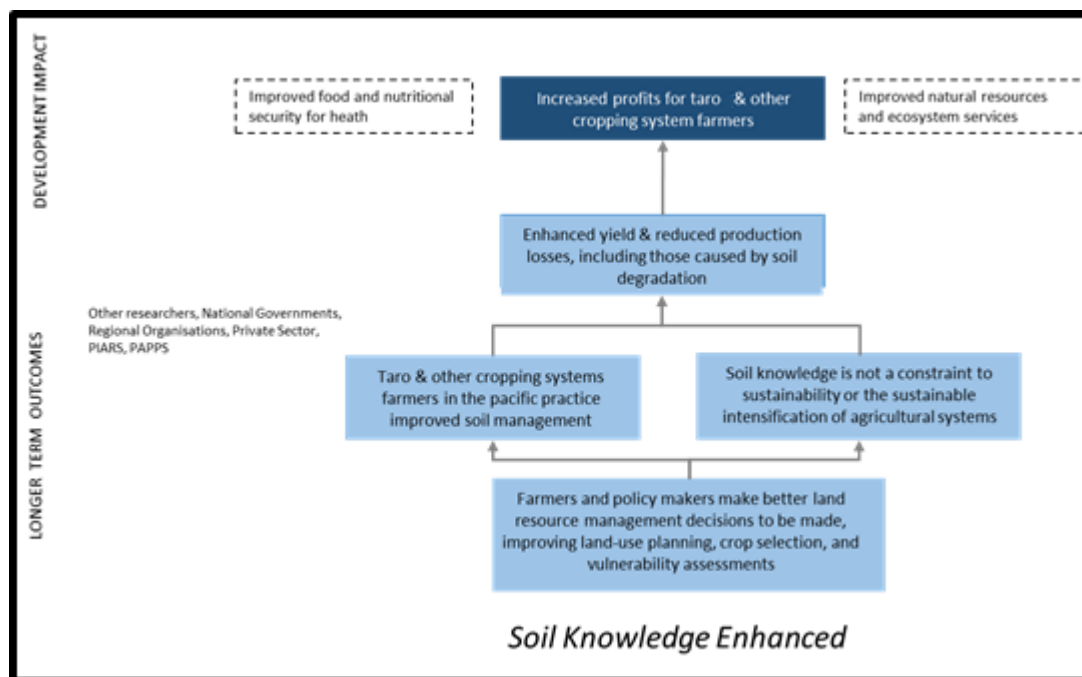 DEVELOPMENT IMPACT
Improved food and nutritional
security for heath
Increased profits for taro & other
cropping system farmers
Improved natural resources
and ecosystem services
Enhanced yield & reduced production
losses, including those caused by soil
degradation
LONGER TERM OUTCOMES
Other researchers, National Governments,
Regional Organisations, Private Sector,
PIARS, PAPPS
Taro & other cropping systems
farmers in the pacific practice
improved soil management
Soil knowledge is not a constraint to
sustainability or the sustainable
intensification of agricultural systems
Farmers and policy makers make better land
resource management decisions to be made,
improving land-use planning, crop selection, and
vulnerability assessments
Soil Knowledge Enhanced